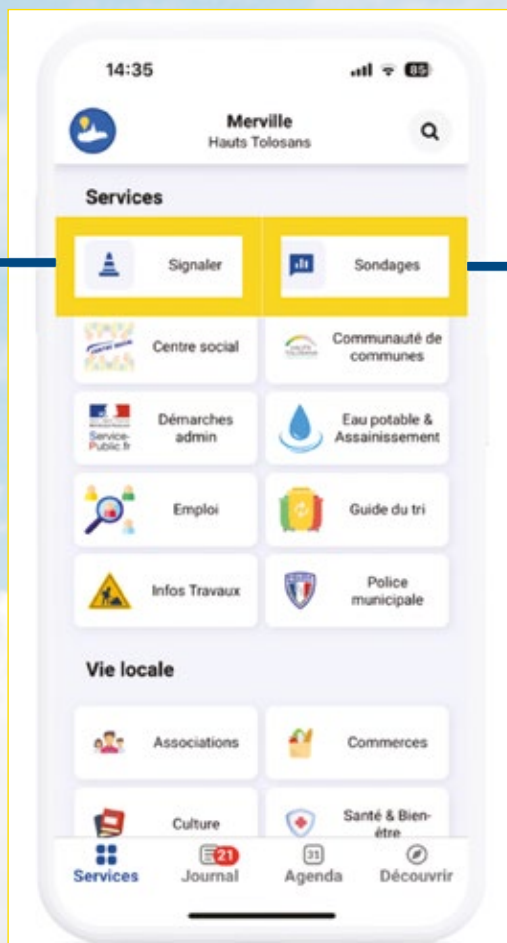 14:35
85
Merville
Hauts Tolosans
Services
Signaler
Sondages
Centre social
Communauté de
communes
Démarches
admin
Service-
Public.fr
Eau potable &
Assainissement
Emploi
Guide du tri
Infos Travaux
Police
municipale
Vie locale
Associations
Commerces
Culture
Santé & Bien-
être
Services
21
Journal
31
Agenda
Découvrir